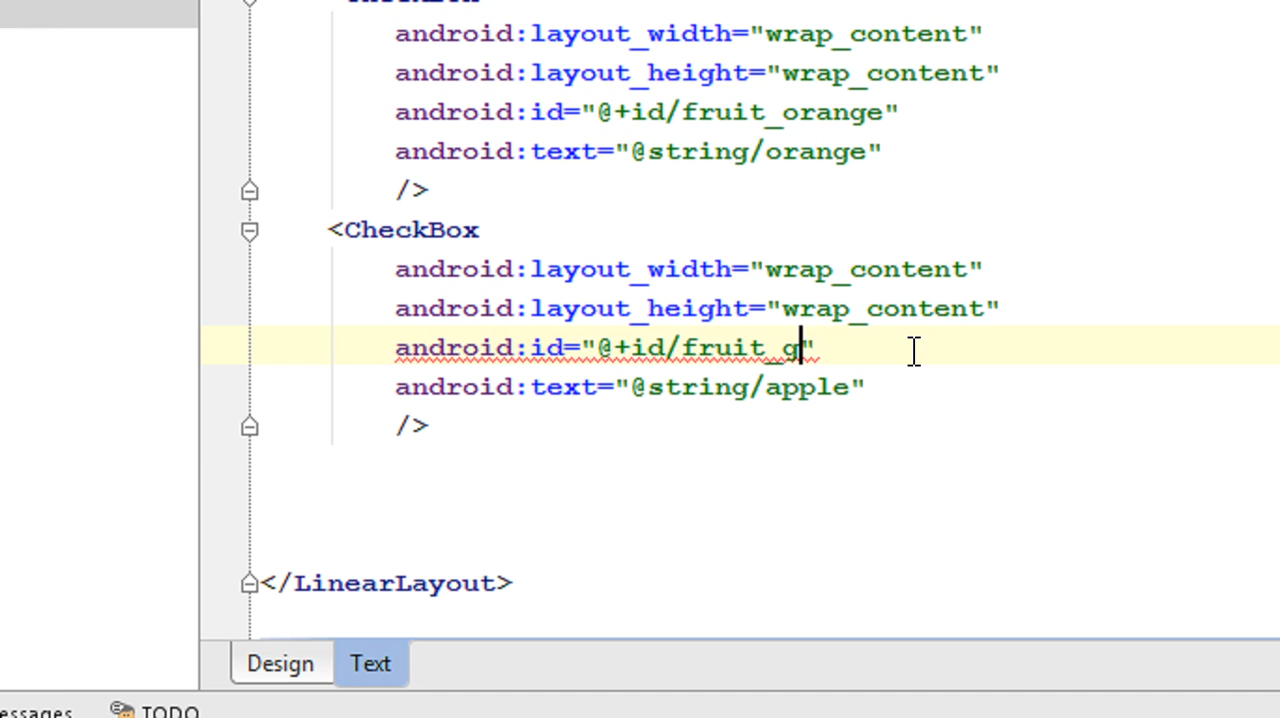 CheckBox
android:layout_width="wrap_content"
android:layout_height="wrap_content"
android:id="@+id/fruit_orange"
android:text="@string/orange"
/>
<CheckBox
android:layout_width="wrap_content"
android:layout_height="wrap_content"
android:id="@+id/fruit_g"
android:text="@string/apple"
/>
</LinearLayout>
Design Text
essages TODO